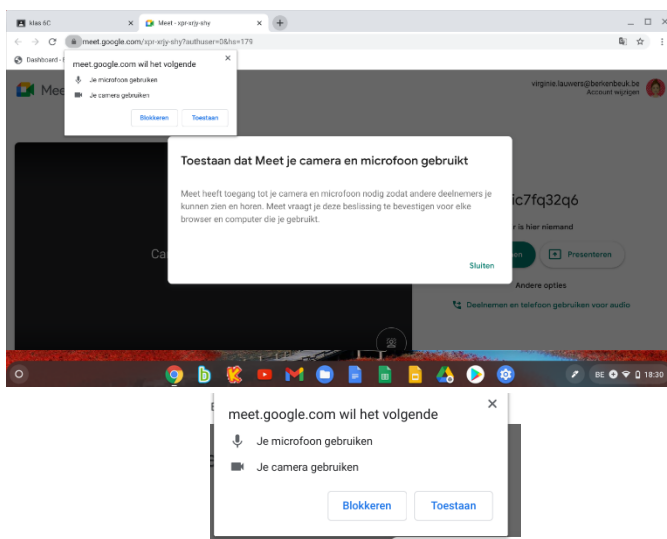 klas 6C
Meet - xpr-xrjy-shy
meet.google.com/xpr-xrjy-shy?authuser=0&hs=179
Dashboard -
meet.google.com wil het volgende
Je microfoon gebruiken
Je camera gebruiken
Blokkeren Toestaan
Mee
virginie.lauwers@berkenbeuk.be
Account wijzigen
Toestaan dat Meet je camera en microfoon gebruikt
Meet heeft toegang tot je camera en microfoon nodig zodat andere deelnemers je
kunnen zien en horen. Meet vraagt je deze beslissing te bevestigen voor elke
browser en computer die je gebruikt.
Sluiten
Ca
ic7fq32q6
r is hier niemand
en Presenteren
Andere opties
Deelnemen en telefoon gebruiken voor audio
BE 18:30
meet.google.com wil het volgende
Je microfoon gebruiken
Je camera gebruiken
Blokkeren Toestaan